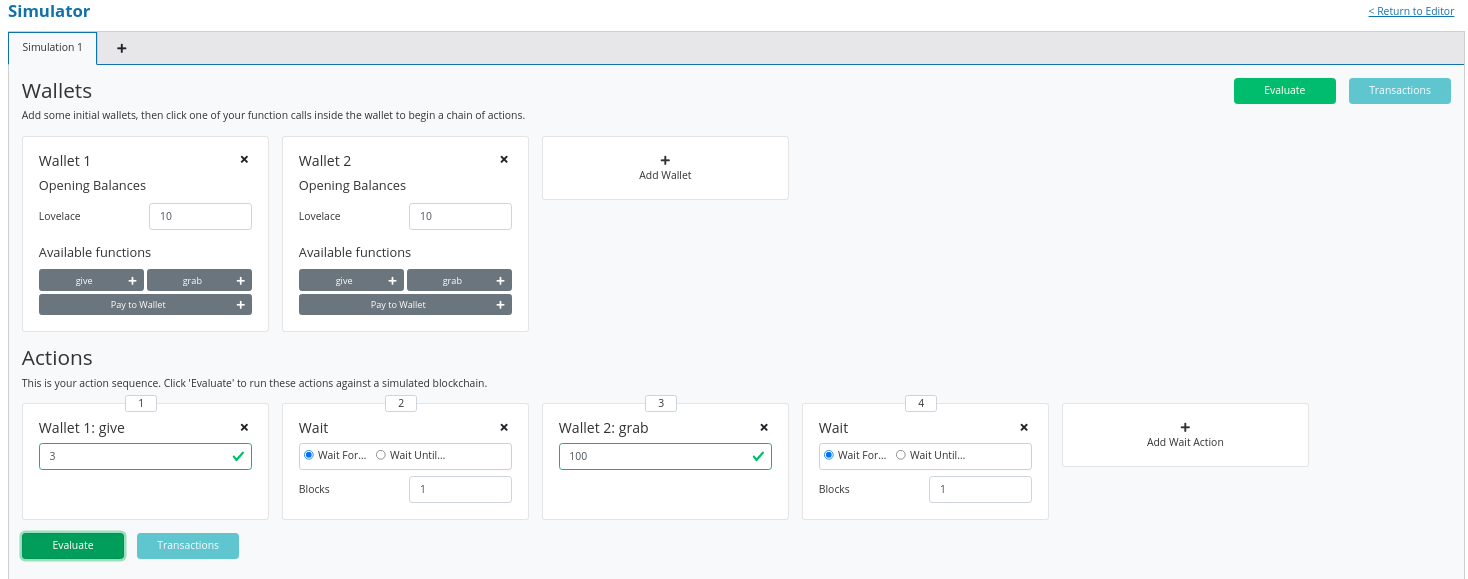 Simulator
< Return to Editor
Simulation 1
+
Wallets
Evaluate
Transactions
Add some initial wallets, then click one of your function calls inside the wallet to begin a chain of actions.
Wallet 1
Opening Balances
Lovelace
10
Available functions
give +
grab +
Pay to Wallet +
Wallet 2
Opening Balances
Lovelace
10
Available functions
give +
grab +
Pay to Wallet +
+
Add Wallet
Actions
This is your action sequence. Click 'Evaluate' to run these actions against a simulated blockchain.
1
Wallet 1: give
3
2
Wait
Wait For... Wait Until...
Blocks
1
3
Wallet 2: grab
100
4
Wait
Wait For... Wait Until...
Blocks
1
+
Add Wait Action
Evaluate
Transactions